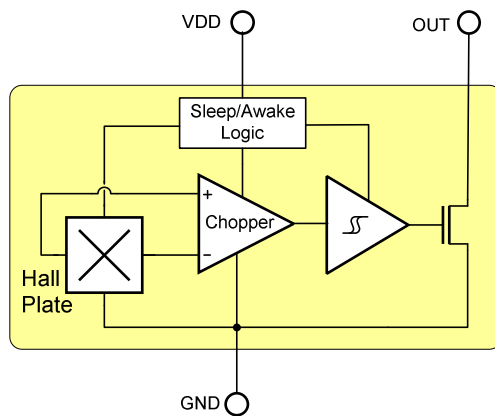 VDD
OUT
Sleep/Awake
Logic
+
Chopper
−
Hall
Plate
GND